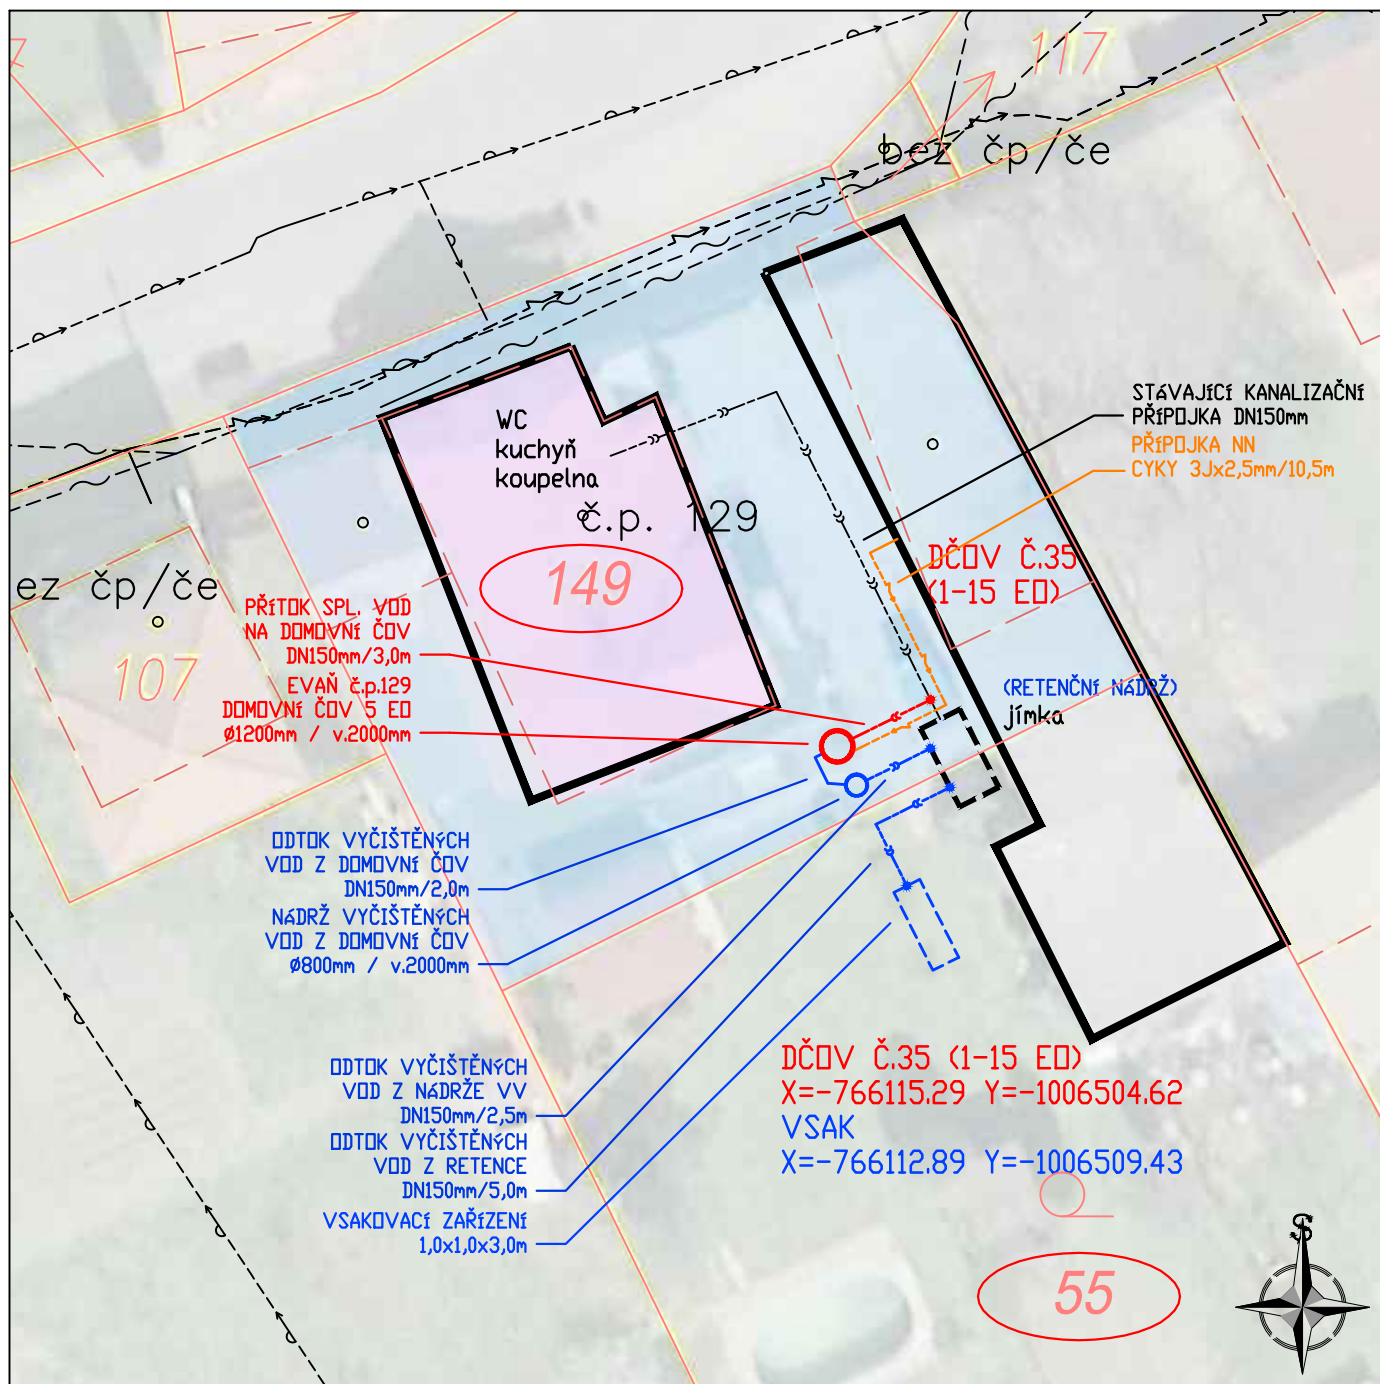 117
bez čp/če
STÁVAJÍCÍ KANALIZAČNÍ
PŘÍPOJKA DN150mm
PŘÍPOJKA NN
CYKY 3Jx2,5mm/10,5m
WC
kuchyň
koupelna
č.p. 129
149
DČOV Č.35
(1-15 EO)
ez čp/če
107
PŘÍTOK SPL. VOD
NA DOMOVNÍ ČOV
DN150mm/3,0m
EVAŇ č.p.129
DOMOVNÍ ČOV 5 EO
Ø1200mm / v.2000mm
(RETENČNÍ NÁDRŽ)
jímka
ODTOK VYČIŠTĚNÝCH
VOD Z DOMOVNÍ ČOV
DN150mm/2,0m
NÁDRŽ VYČIŠTĚNÝCH
VOD Z DOMOVNÍ ČOV
Ø800mm / v.2000mm
ODTOK VYČIŠTĚNÝCH
VOD Z NÁDRŽE VV
DN150mm/2,5m
ODTOK VYČIŠTĚNÝCH
VOD Z RETENCE
DN150mm/5,0m
VSAKOVACÍ ZAŘÍZENÍ
1,0x1,0x3,0m
DČOV Č.35 (1-15 EO)
X=-766115.29 Y=-1006504.62
VSAK
X=-766112.89 Y=-1006509.43
55
S